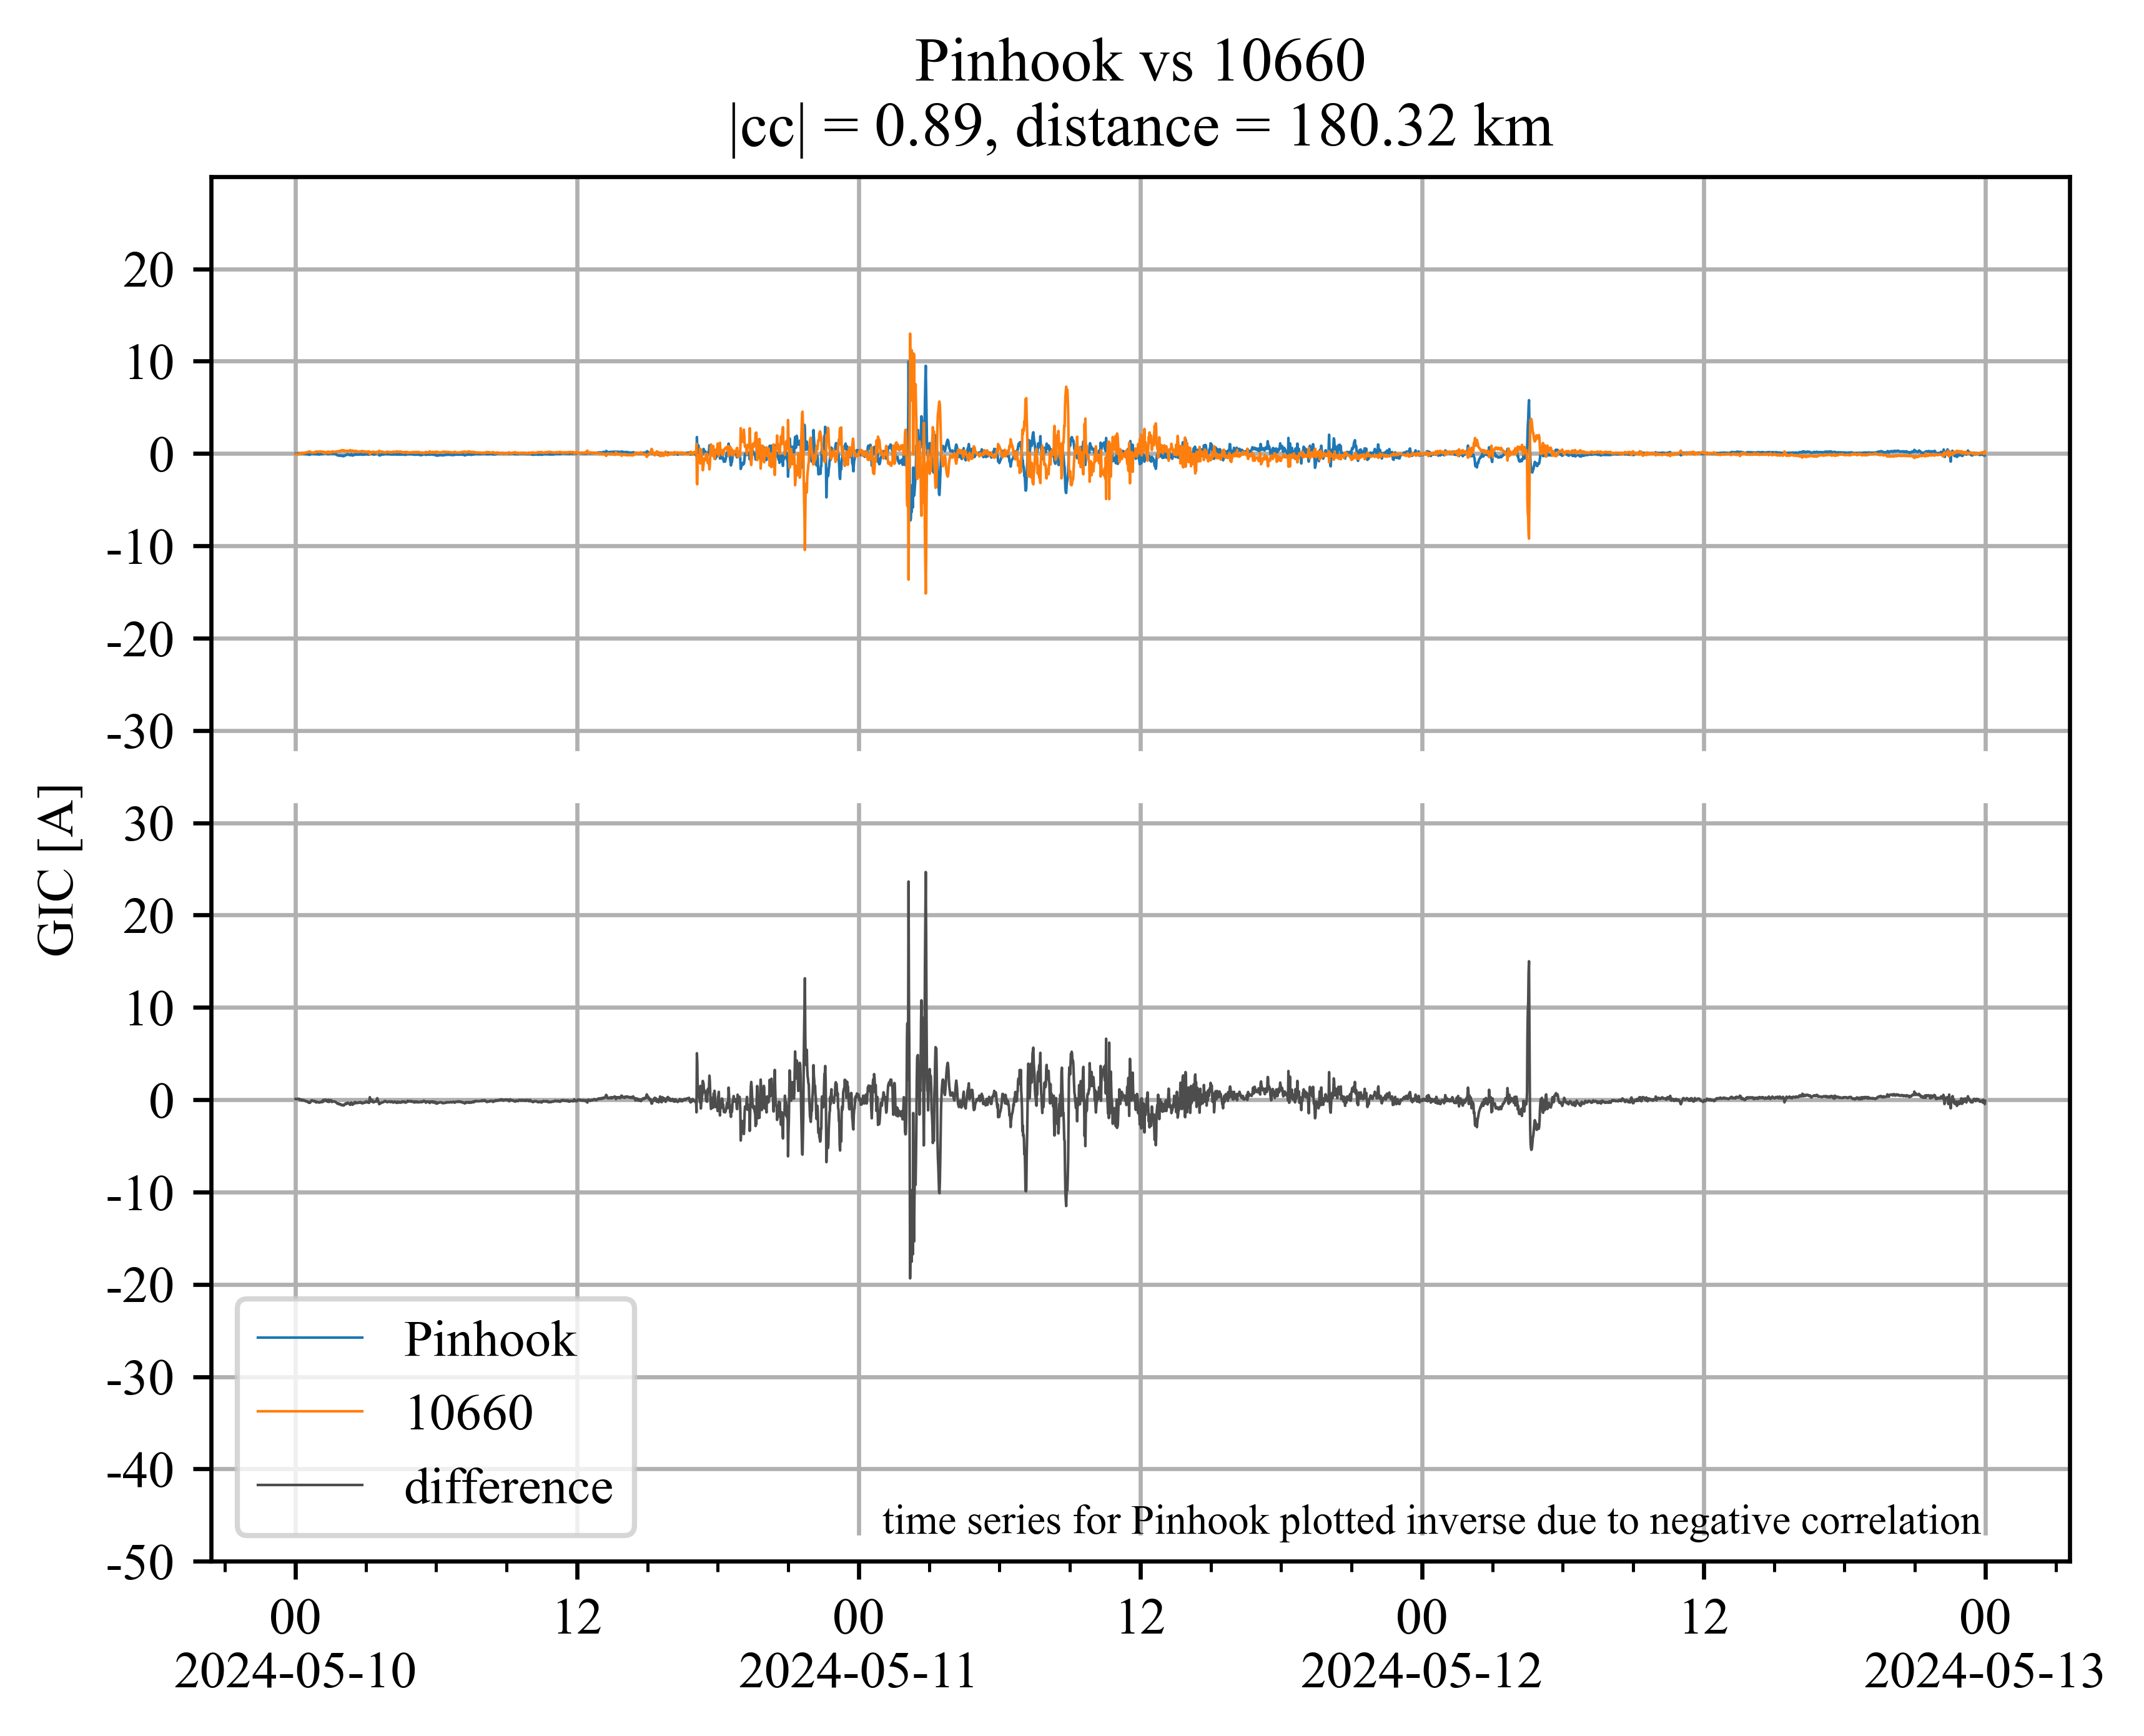 Pinhook vs 10660
|cc| = 0.89, distance = 180.32 km
GIC [A]
20
10
0
-10
-20
-30
30
20
10
0
-10
-20
-30
-40
-50
Pinhook
10660
difference
time series for Pinhook plotted inverse due to negative correlation
00 12 00 12 00 12 00
2024-05-10 2024-05-11 2024-05-12 2024-05-13